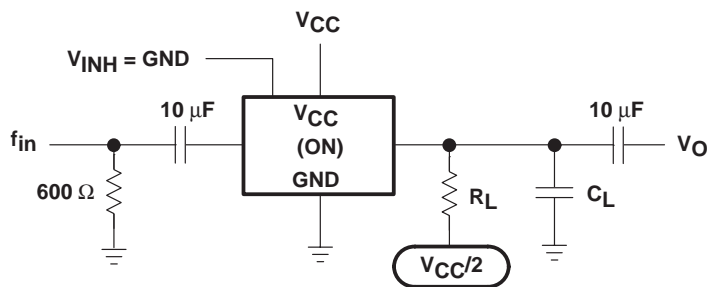 VCC
VINH = GND
10 μF
VCC
10 μF
fin
(ON)
VO
GND
600 Ω
RL
CL
VCC/2